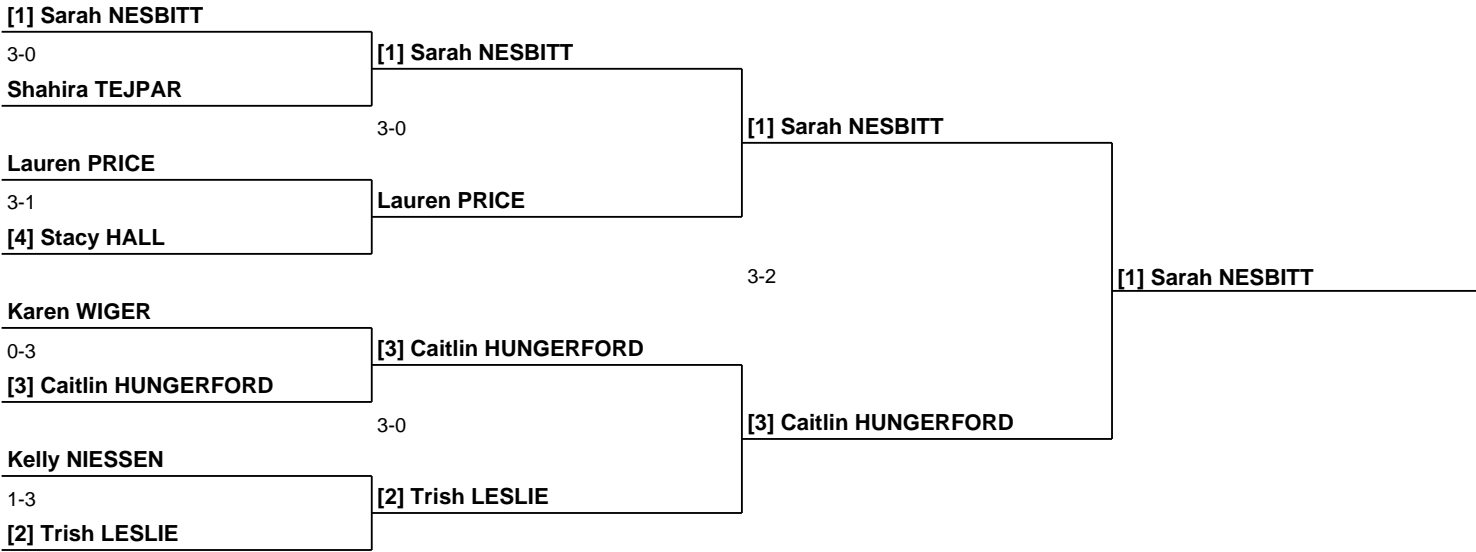 [1] Sarah NESBITT
3-0
[1] Sarah NESBITT
Shahira TEJPAR
3-0
[1] Sarah NESBITT
Lauren PRICE
3-1
Lauren PRICE
[4] Stacy HALL
3-2
[1] Sarah NESBITT
Karen WIGER
0-3
[3] Caitlin HUNGERFORD
[3] Caitlin HUNGERFORD
3-0
[3] Caitlin HUNGERFORD
Kelly NIESSEN
1-3
[2] Trish LESLIE
[2] Trish LESLIE